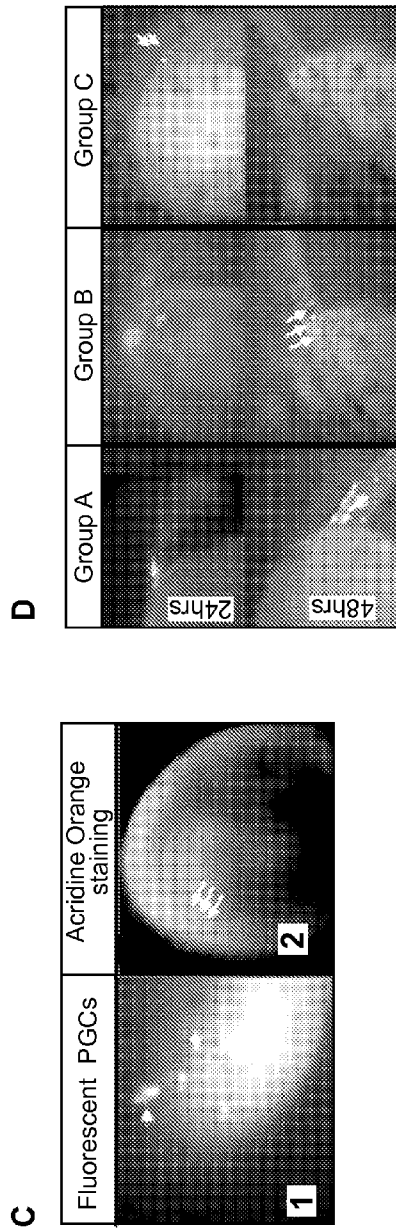 C
Fluorescent PGCs
Acridine Orange
staining
1
2
D
Group A
Group B
Group C
24hrs
48hrs